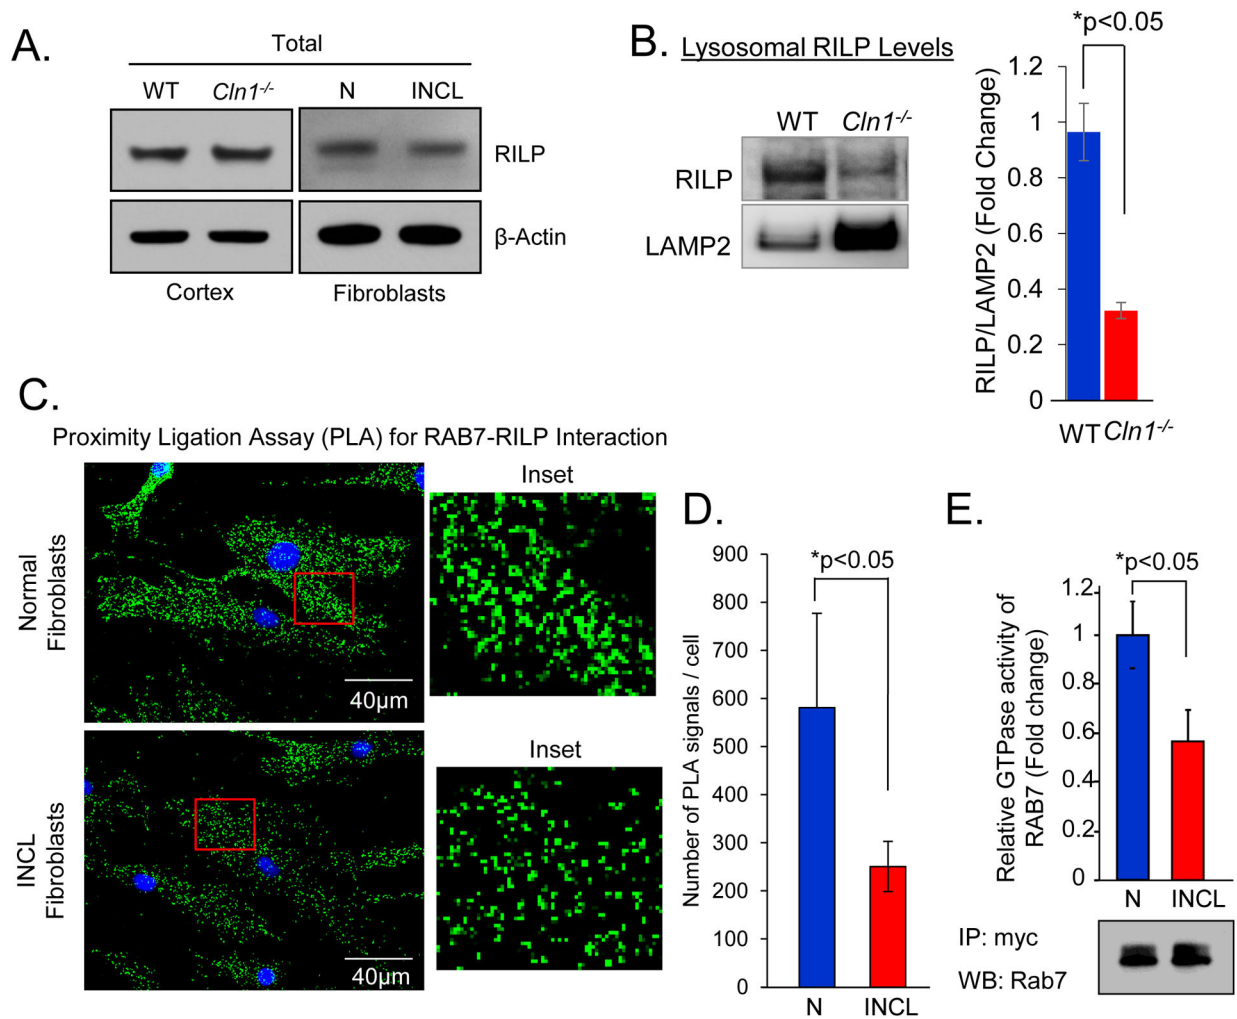 A.
Total
WT Cln1-/- N INCL
RILP
β-Actin
Cortex Fibroblasts
B. Lysosomal RILP Levels
WT Cln1-/-
RILP
LAMP2
*p<0.05
RILP/LAMP2 (Fold Change)
1.2
1
0.8
0.6
0.4
0.2
0
WT Cln1-/-
C.
Proximity Ligation Assay (PLA) for RAB7-RILP Interaction
Normal
Fibroblasts
40µm
Inset
INCL
Fibroblasts
40µm
Inset
D.
*p<0.05
Number of PLA signals / cell
900
800
700
600
500
400
300
200
100
0
N INCL
E.
*p<0.05
Relative GTPase activity of
RAB7 (Fold change)
1.2
1
0.8
0.6
0.4
0.2
0
N INCL
IP: myc
WB: Rab7